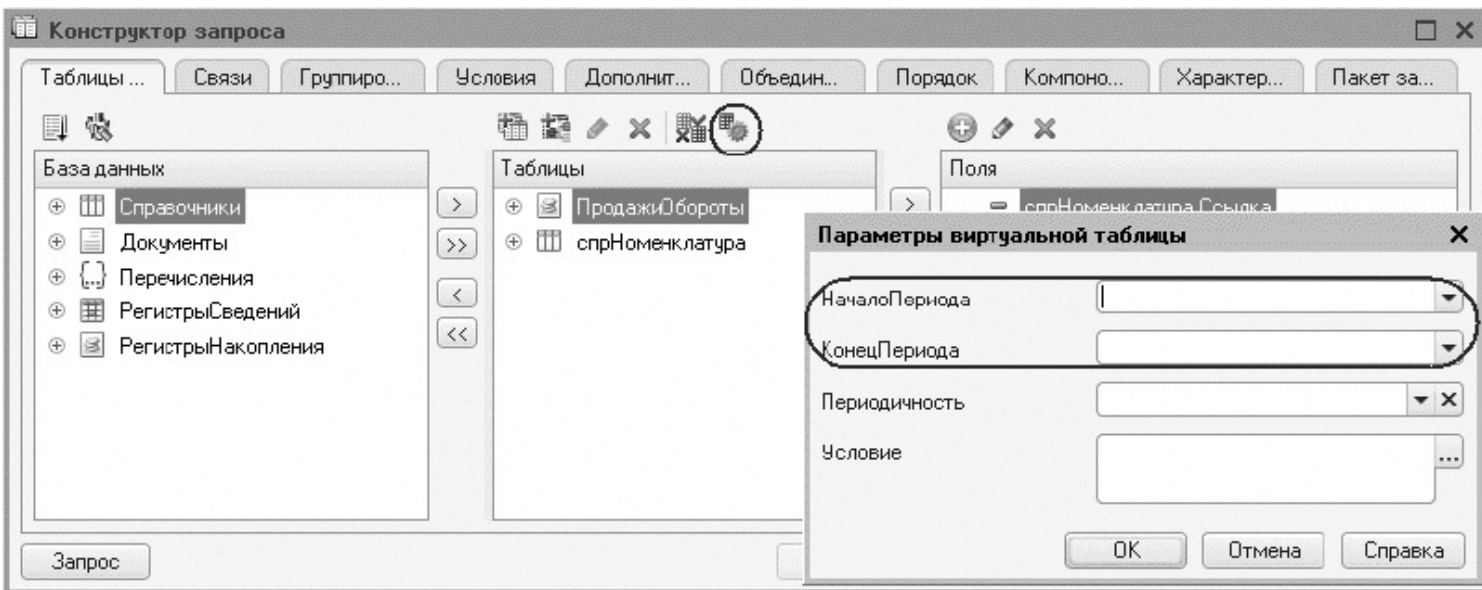 Конструктор запроса
Таблицы ... Связи Группиро... Условия Дополнит... Объедин... Порядок Компоно... Характер... Пакет за...
База данных
Таблицы
Поля
Справочники
Документы
Перечисления
РегистрыСведений
РегистрыНакопления
ПродажиОбороты
спрНоменклатура
спрНоменклатура.Ссылка
Параметры виртуальной таблицы
НачалоПериода
КонецПериода
Периодичность
Условие
ОК Отмена Справка
Запрос